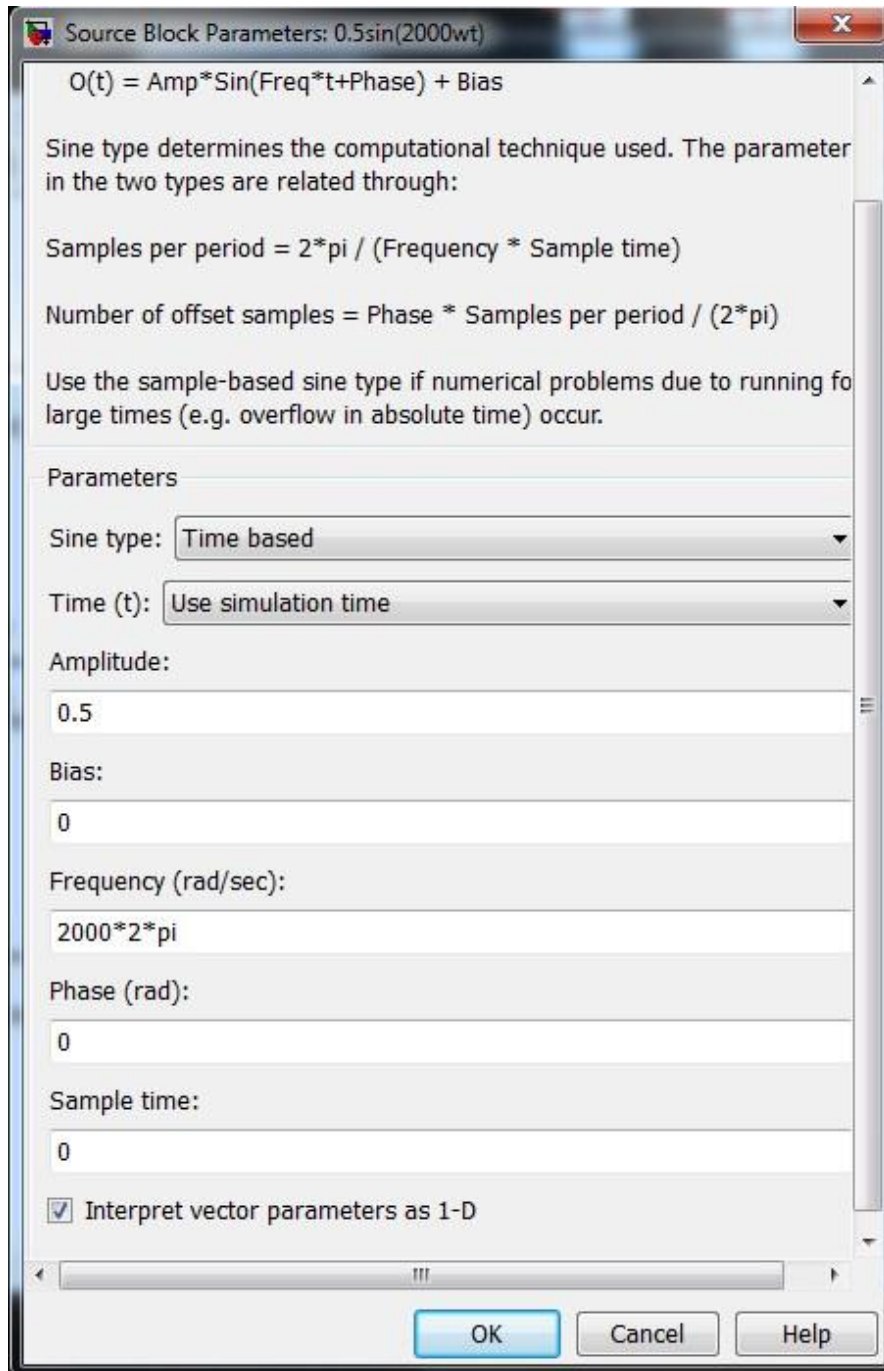 Source Block Parameters: 0.5sin(2000wt)
O(t) = Amp*Sin(Freq*t+Phase) + Bias
Sine type determines the computational technique used. The parameter
in the two types are related through:
Samples per period = 2*pi / (Frequency * Sample time)
Number of offset samples = Phase * Samples per period / (2*pi)
Use the sample-based sine type if numerical problems due to running fo
large times (e.g. overflow in absolute time) occur.
Parameters
Sine type: Time based
Time (t): Use simulation time
Amplitude:
0.5
Bias:
0
Frequency (rad/sec):
2000*2*pi
Phase (rad):
0
Sample time:
0
Interpret vector parameters as 1-D
OK Cancel Help